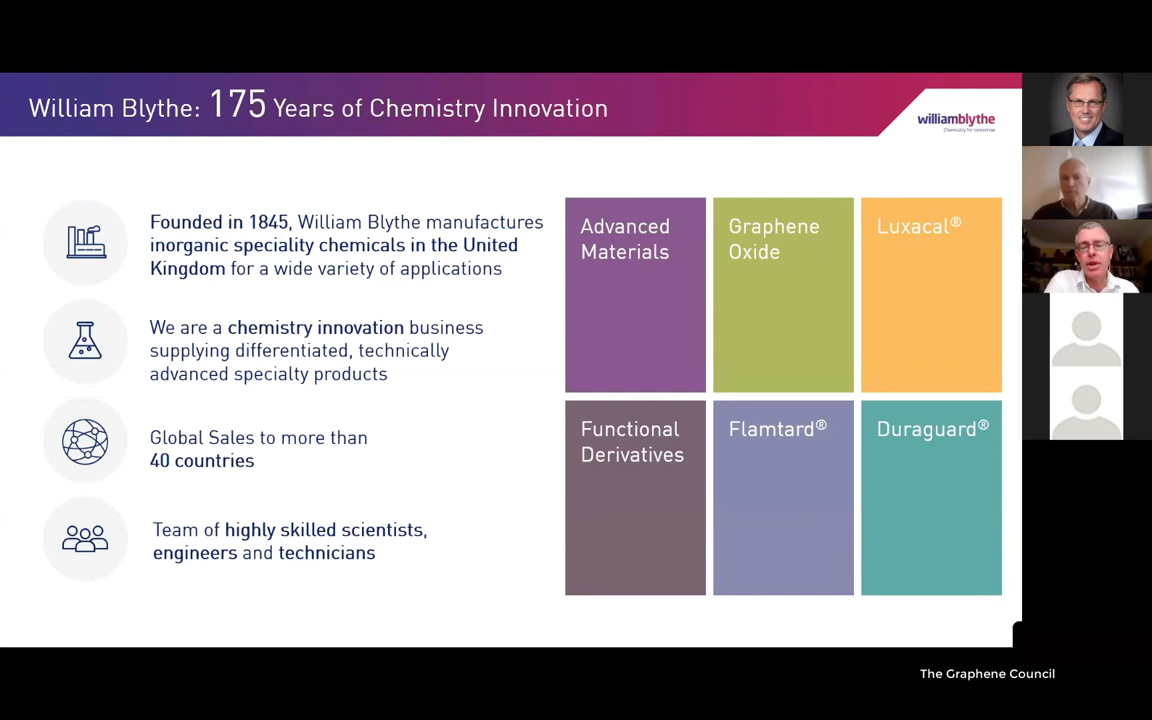 William Blythe: 175 Years of Chemistry Innovation
williamblythe
Chemically for tomorrow
Founded in 1845, William Blythe manufactures
inorganic speciality chemicals in the United
Kingdom for a wide variety of applications
We are a chemistry innovation business
supplying differentiated, technically
advanced specialty products
Global Sales to more than
40 countries
Team of highly skilled scientists,
engineers and technicians
Advanced
Materials
Graphene
Oxide
Luxacal®
Functional
Derivatives
Flamtard®
Duraguard®
The Graphene Council